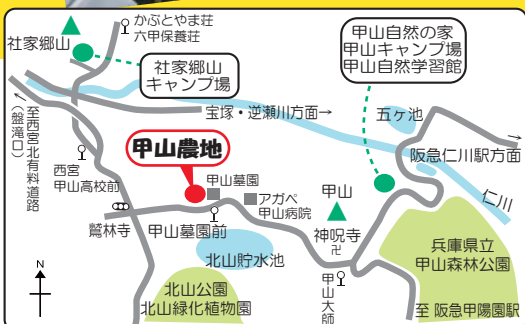 かぶとやま荘
六甲保養荘
社家郷山
社家郷山
キャンプ場
甲山自然の家
甲山キャンプ場
甲山自然学習館
至西宮北有料道路
(盤滝口)
宝塚・逆瀬川方面→
五ヶ池
阪急仁川駅方面
仁川
西宮
甲山高校前
甲山農地
甲山墓園
アガペ
甲山病院
甲山
神呪寺
卍
鷲林寺
甲山墓園前
北山貯水池
甲山大師
兵庫県立
甲山森林公園
北山公園
北山緑化植物園
至 阪急甲陽園駅
N